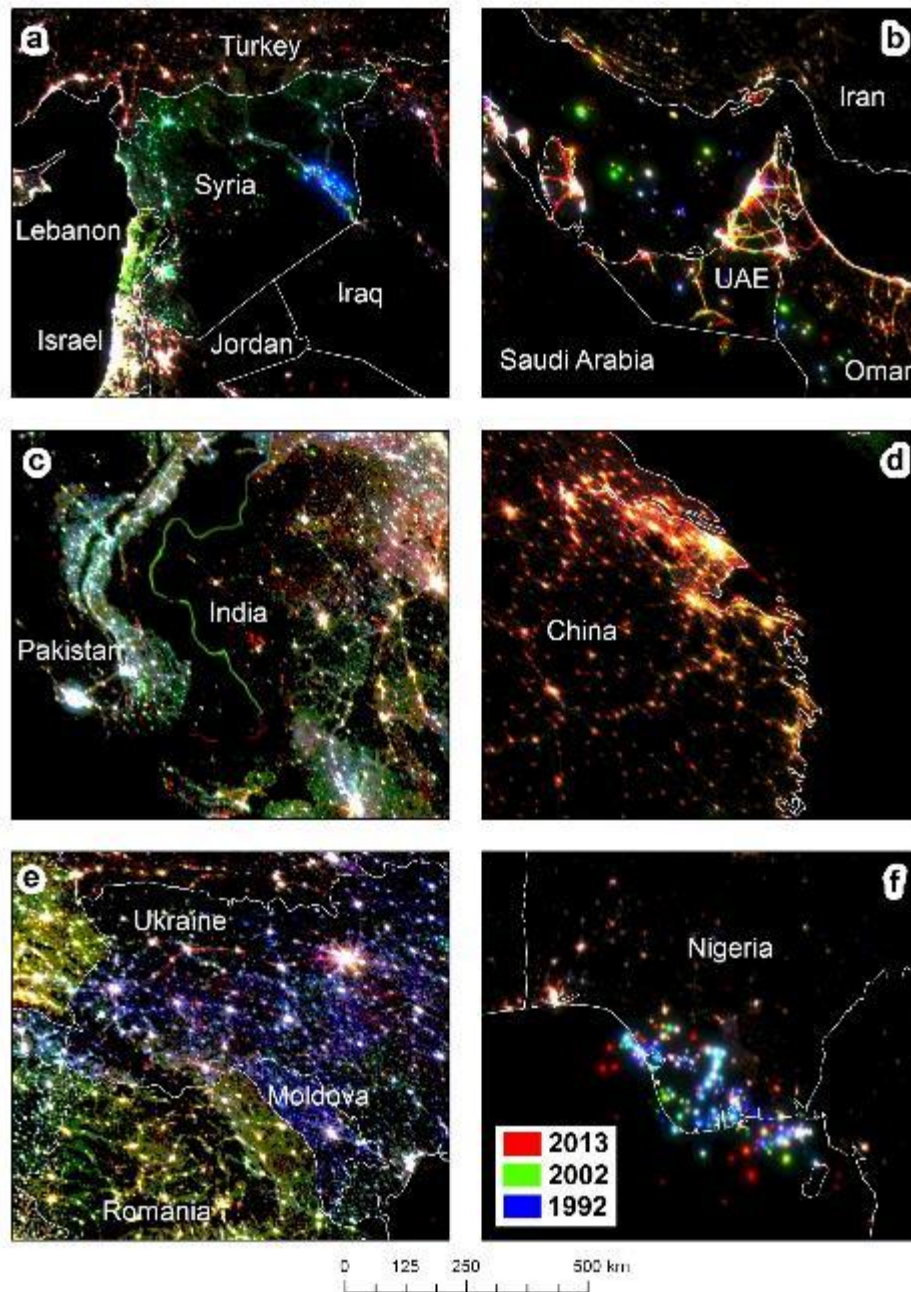 a
Turkey
Syria
Lebanon
Iraq
Israel
Jordan
b
Iran
UAE
Saudi Arabia
Oman
c
India
Pakistan
d
China
e
Ukraine
Moldova
Romania
f
Nigeria
2013
2002
1992
0 125 250 500 km